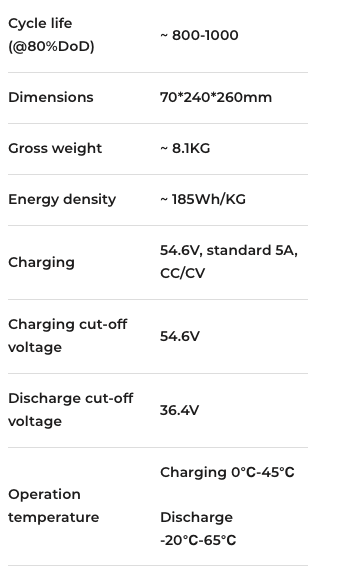 Cycle life
(@80%DoD)
~ 800-1000
Dimensions
70*240*260mm
Gross weight
~ 8.1KG
Energy density
~ 185Wh/KG
Charging
54.6V, standard 5A,
CC/CV
Charging cut-off
voltage
54.6V
Discharge cut-off
voltage
36.4V
Operation
temperature
Charging 0°C-45°C
Discharge
-20°C-65°C